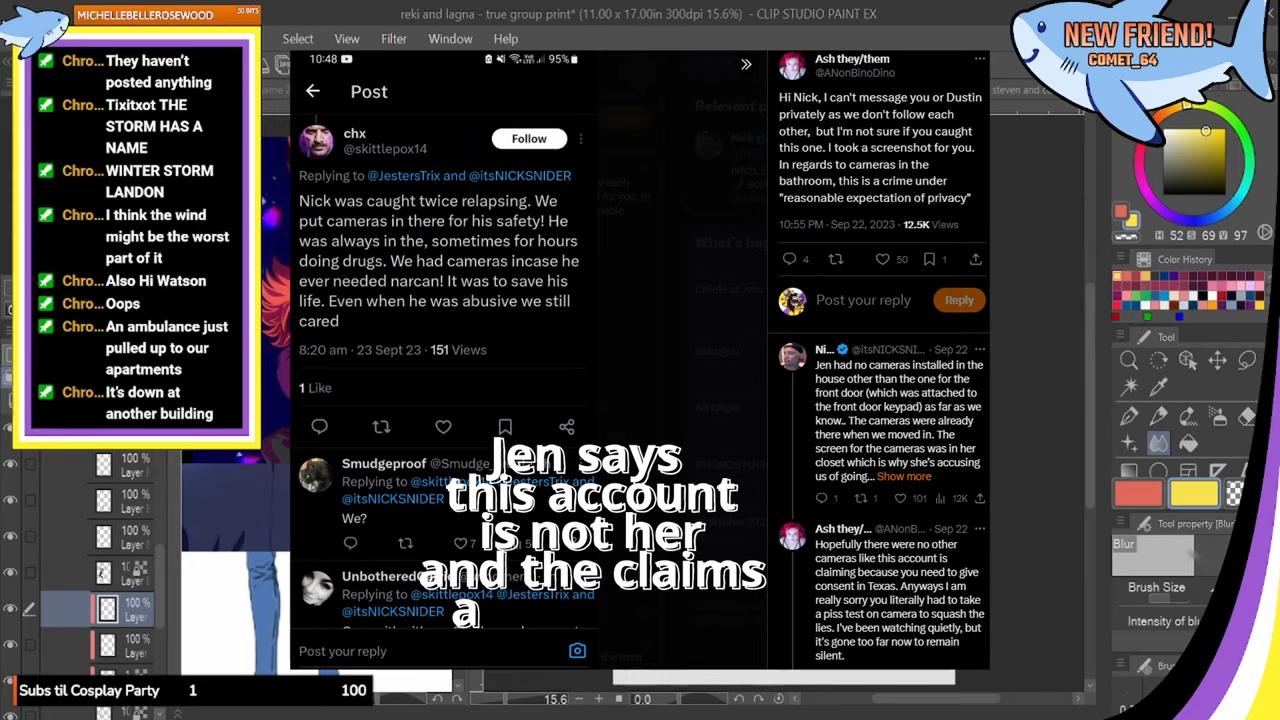 MICHELLEBELLEROSEWOOD
50 BITS
Chro... They haven't
posted anything
Chro... Tixitxot THE
STORM HAS A
NAME
Chro... WINTER STORM
LANDON
Chro... I think the wind
might be the worst
part of it
Chro... Also Hi Watson
Chro... Oops
Chro... An ambulance just
pulled up to our
apartments
Chro... It's down at
another building
reki and lagna - true group print* (11.00 x 17.00in 300dpi 15.6%) - CLIP STUDIO PAINT EX
Select View Filter Window Help
10:48
95%
Post
chx
@skittlepox14
Follow
Replying to @JestersTrix and @itsNICKSNIDER
Nick was caught twice relapsing. We
put cameras in there for his safety! He
was always in the, sometimes for hours
doing drugs. We had cameras incase he
ever needed narcan! It was to save his
life. Even when he was abusive we still
cared
8:20 am · 23 Sept 23 · 151 Views
1 Like
Smudgeproof @Smudge
Replying to
@itsNICKSNIDER
We?
7
Unbothered
Replying to @skittlepox14 @JestersTrix and
@itsNICKSNIDER
Post your reply
Jen says
this account
is not her
and the claims
a
Ash they/them
@ANonBinoDino
Hi Nick, I can't message you or Dustin
privately as we don't follow each
other, but I'm not sure if you caught
this one. I took a screenshot for you.
In regards to cameras in the
bathroom, this is a crime under
"reasonable expectation of privacy"
10:55 PM · Sep 22, 2023 · 12.5K Views
4 50 1
Post your reply
Reply
Ni... @itsNICKSNI... · Sep 22
Jen had no cameras installed in the
house other than the one for the
front door (which was attached to
the front door keypad) as far as we
know.. The cameras were already
there when we moved in. The
screen for the cameras was in her
closet which is why she's accusing
us of going... Show more
1 1 101 12K
Ash they/... @ANonB... · Sep 22
Hopefully there were no other
cameras like this account is
claiming because you need to give
consent in Texas. Anyways I am
really sorry you literally had to take
a piss test on camera to squash the
lies. I've been watching quietly, but
it's gone too far now to remain
silent.
NEW FRIEND!
COMET_64
steven and co
H 52 S 69 V 97
Color History
Tool
Tool property [Blur
Blur
Brush Size
Intensity of blu
Bru
100 %
Layer
100 %
Layer
100 %
Layer
Layer
100 %
Layer
100 %
Layer
100 %
Subs til Cosplay Party 1 100
15.6
0.0